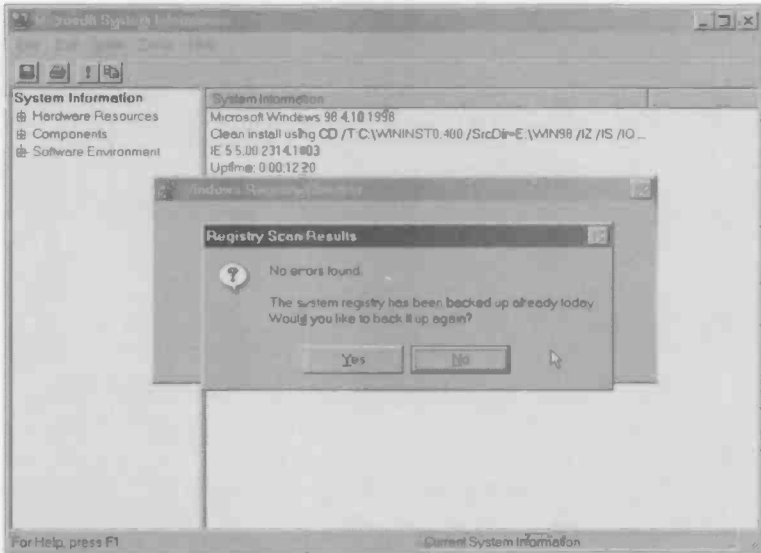 Microsoft System Information
Help
System Information
Hardware Resources
Components
Software Environment
System Information
Microsoft Windows 98 4.10.1998
Clean install using CD /T:C:\WININST0.400 /SrcDir=E:\WIN98 /IZ /IS /IQ ...
IE 5 5.00.2314.1003
Uptime: 0:00:12:20
Windows Registry Checker
Registry Scan Results
No errors found.
The system registry has been backed up already today.
Would you like to back it up again?
Yes
No
For Help, press F1
Current System Information